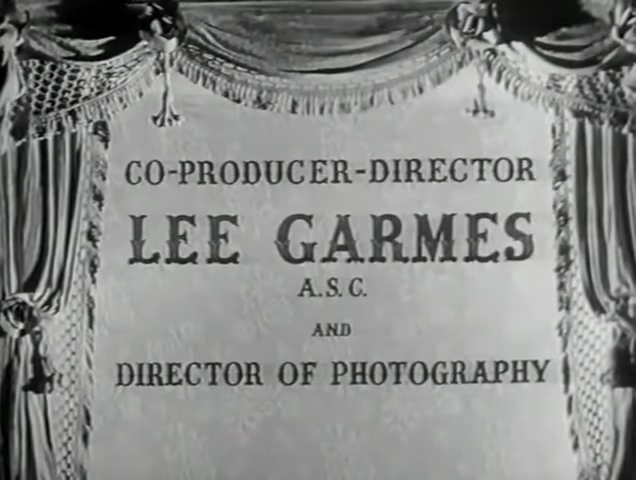 CO-PRODUCER-DIRECTOR
LEE GARMES
A.S.C.
AND
DIRECTOR OF PHOTOGRAPHY